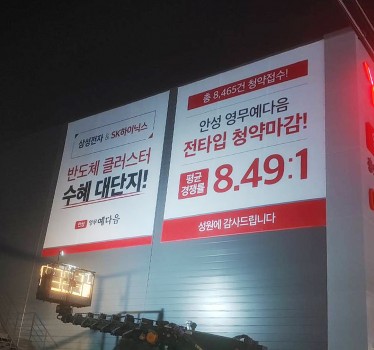 삼성전자 & SK하이닉스
반도체 클러스터
수혜 대단지!
안성 영무예다음
총 8,465건 청약접수!
안성 영무예다음
전타입 청약마감!
평균
경쟁률
8.49:1
성원에 감사드립니다